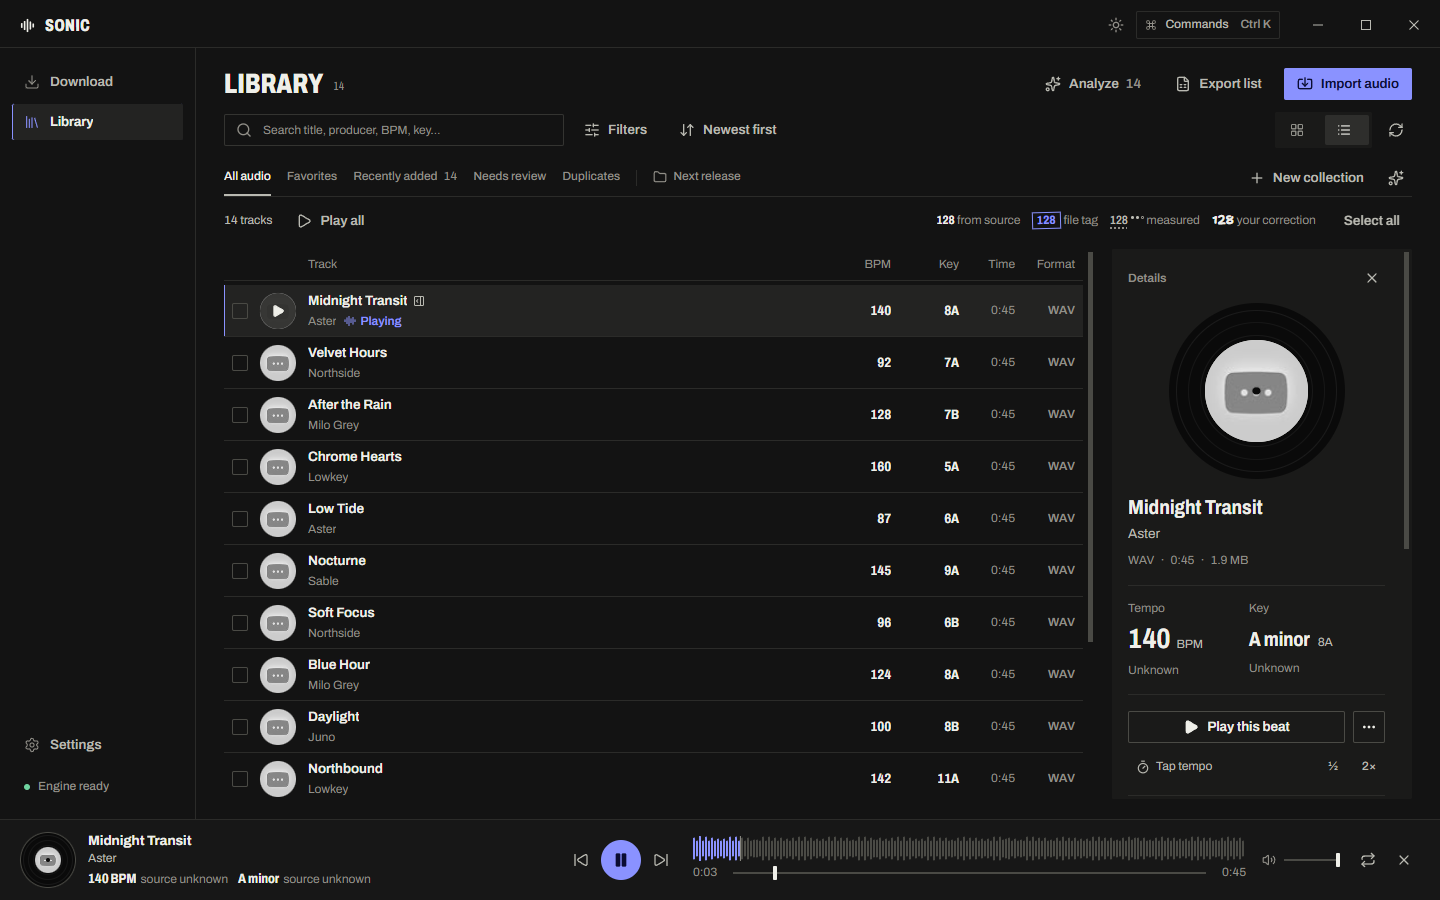 SONIC
Commands Ctrl K
Download
Library
LIBRARY 14
Analyze 14
Export list
Import audio
Search title, producer, BPM, key...
Filters
Newest first
All audio
Favorites
Recently added 14
Needs review
Duplicates
Next release
New collection
14 tracks
Play all
128 from source
128 file tag
128 measured
128 your correction
Select all
Track BPM Key Time Format
Midnight Transit
Aster Playing
140 8A 0:45 WAV
Velvet Hours
Northside
92 7A 0:45 WAV
After the Rain
Milo Grey
128 7B 0:45 WAV
Chrome Hearts
Lowkey
160 5A 0:45 WAV
Low Tide
Aster
87 6A 0:45 WAV
Nocturne
Sable
145 9A 0:45 WAV
Soft Focus
Northside
96 6B 0:45 WAV
Blue Hour
Milo Grey
124 8A 0:45 WAV
Daylight
Juno
100 8B 0:45 WAV
Northbound
Lowkey
142 11A 0:45 WAV
Details
Midnight Transit
Aster
WAV · 0:45 · 1.9 MB
Tempo
140 BPM
Unknown
Key
A minor 8A
Unknown
Play this beat
Tap tempo
½ 2×
Settings
Engine ready
Midnight Transit
Aster
140 BPM source unknown A minor source unknown
0:03
0:45